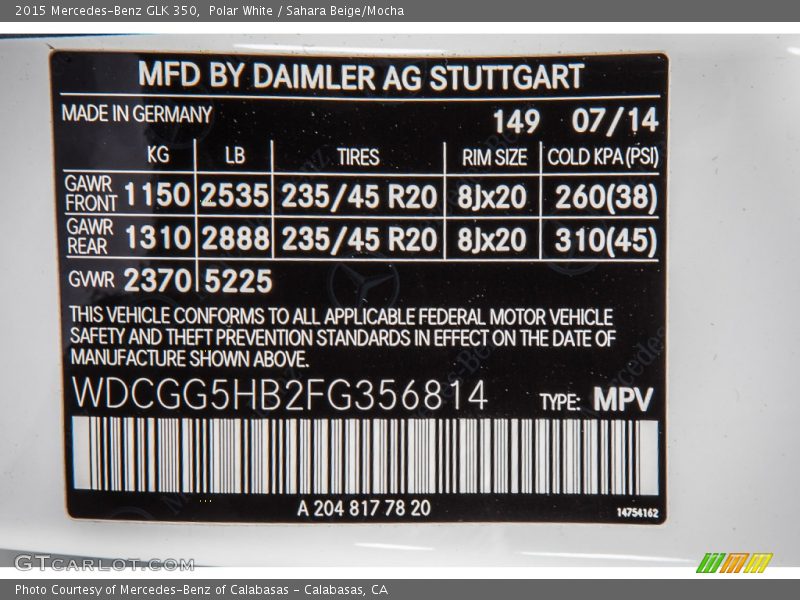 2015 Mercedes-Benz GLK 350, Polar White / Sahara Beige/Mocha
MFD BY DAIMLER AG STUTTGART
MADE IN GERMANY 149 07/14
KG LB TIRES RIM SIZE COLD KPA (PSI)
GAWR FRONT 1150 2535 235/45 R20 8Jx20 260(38)
GAWR REAR 1310 2888 235/45 R20 8Jx20 310(45)
GVWR 2370 5225
THIS VEHICLE CONFORMS TO ALL APPLICABLE FEDERAL MOTOR VEHICLE
SAFETY AND THEFT PREVENTION STANDARDS IN EFFECT ON THE DATE OF
MANUFACTURE SHOWN ABOVE.
WDCGG5HB2FG356814 TYPE: MPV
A 204 817 78 20
14754162
GTCARLOT.COM
Photo Courtesy of Mercedes-Benz of Calabasas - Calabasas, CA